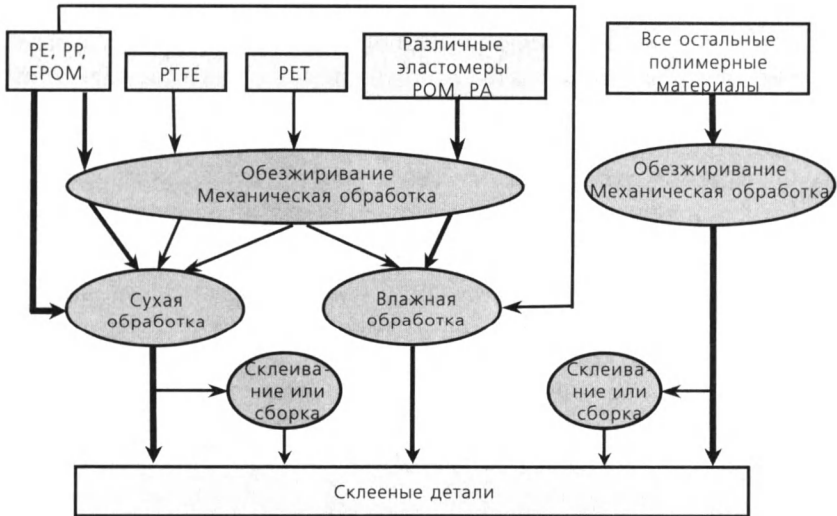 PE, PP,
EPOM
PTFE
PET
Различные
эластомеры
POM, PA
Все остальные
полимерные
материалы
Обезжиривание
Механическая обработка
Обезжиривание
Механическая обработка
Сухая
обработка
Влажная
обработка
Склеива-
ние или
сборка
Склеива-
ние или
сборка
Склееные детали